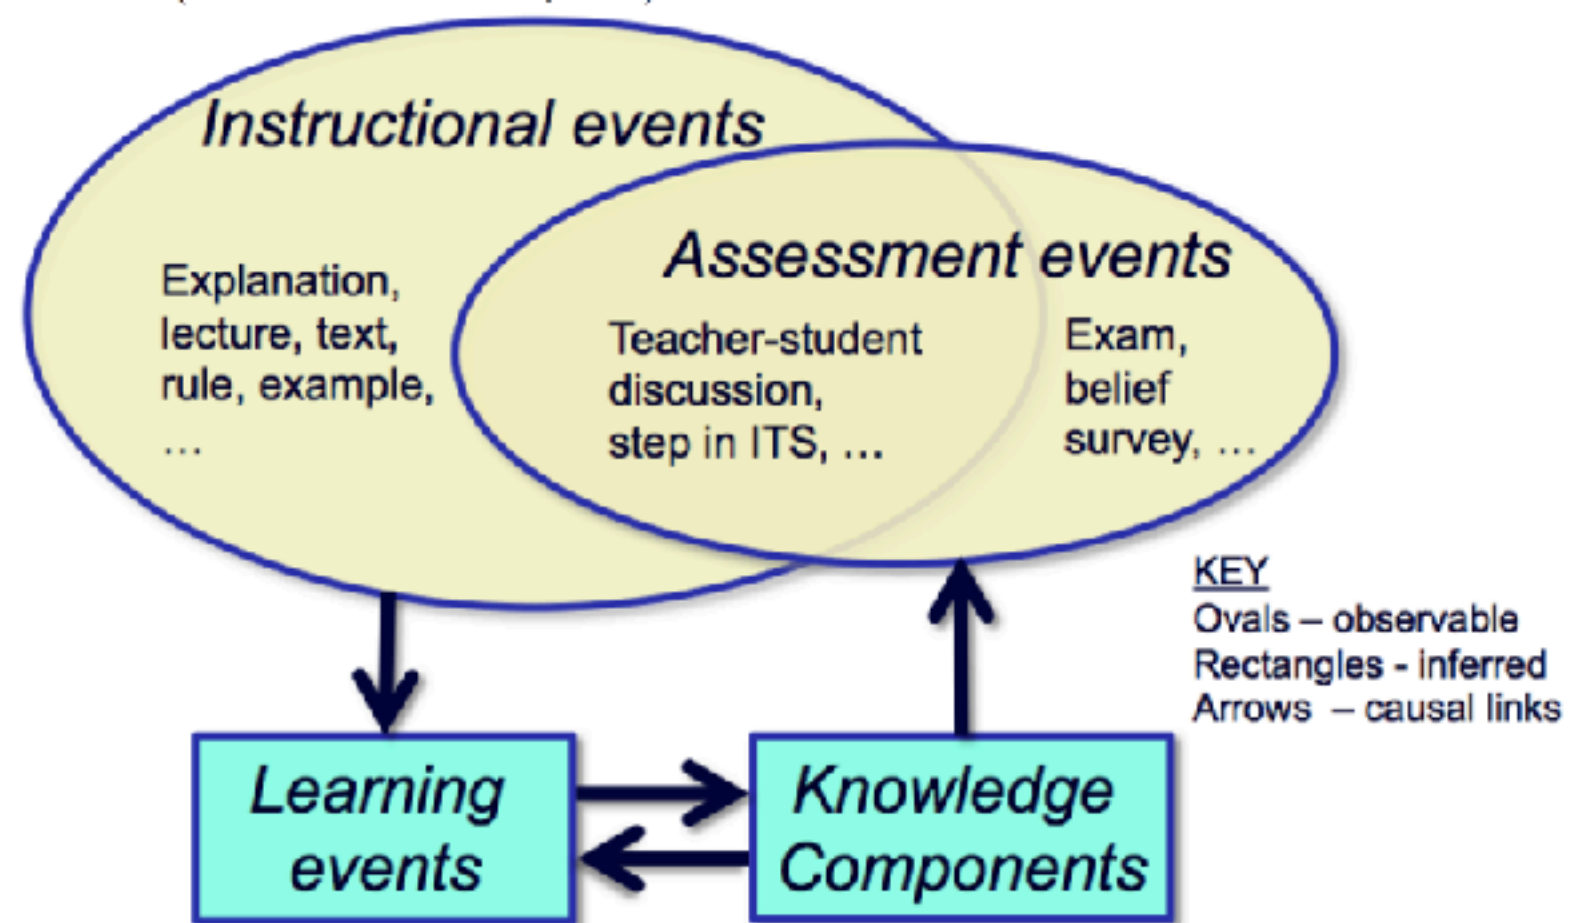 Instructional events
Assessment events
Explanation,
lecture, text,
rule, example,
...
Teacher-student
discussion,
step in ITS, ...
Exam,
belief
survey, ...
KEY
Ovals – observable
Rectangles - inferred
Arrows – causal links
Learning
events
Knowledge
Components